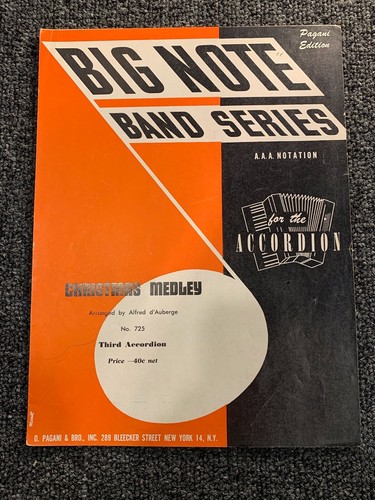 Pagani
Edition
BIG NOTE
BAND SERIES
A.A.A. NOTATION
for the
ACCORDION
CHRISTMAS MEDLEY
Arranged by Alfred d'Auberge
No. 725
Third Accordion
Price —40c net
O. PAGANI & BRO., INC. 289 BLEECKER STREET NEW YORK 14, N.Y.